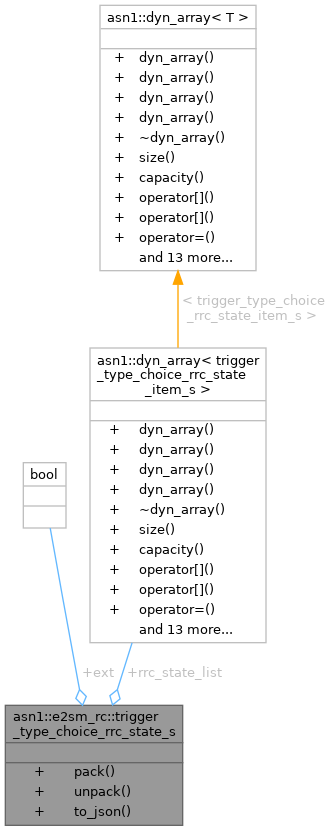 asn1::dyn_array< T >
+ dyn_array()
+ dyn_array()
+ dyn_array()
+ dyn_array()
+ ~dyn_array()
+ size()
+ capacity()
+ operator[]()
+ operator[]()
+ operator=()
and 13 more...
< trigger_type_choice
_rrc_state_item_s >
asn1::dyn_array< trigger
_type_choice_rrc_state
_item_s >
+ dyn_array()
+ dyn_array()
+ dyn_array()
+ dyn_array()
+ ~dyn_array()
+ size()
+ capacity()
+ operator[]()
+ operator[]()
+ operator=()
and 13 more...
bool
+ext
+rrc_state_list
asn1::e2sm_rc::trigger
_type_choice_rrc_state_s
+ pack()
+ unpack()
+ to_json()